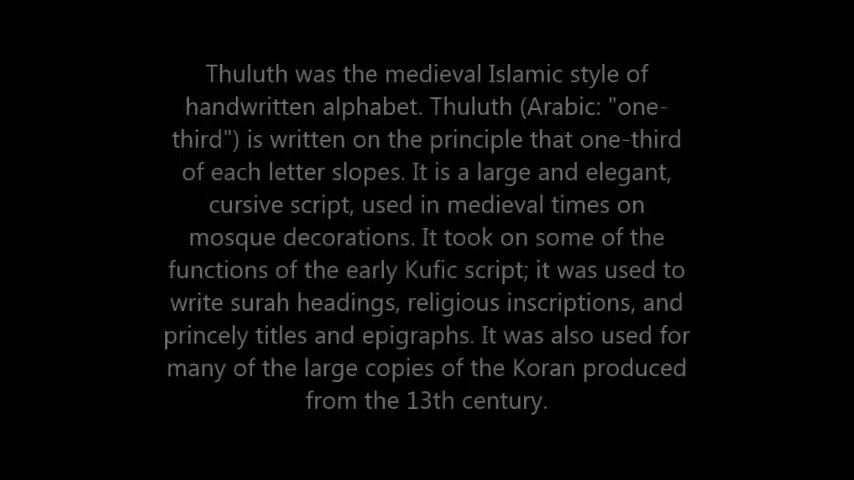 Thuluth was the medieval Islamic style of
handwritten alphabet. Thuluth (Arabic: "one-
third") is written on the principle that one-third
of each letter slopes. It is a large and elegant,
cursive script, used in medieval times on
mosque decorations. It took on some of the
functions of the early Kufic script; it was used to
write surah headings, religious inscriptions, and
princely titles and epigraphs. It was also used for
many of the large copies of the Koran produced
from the 13th century.